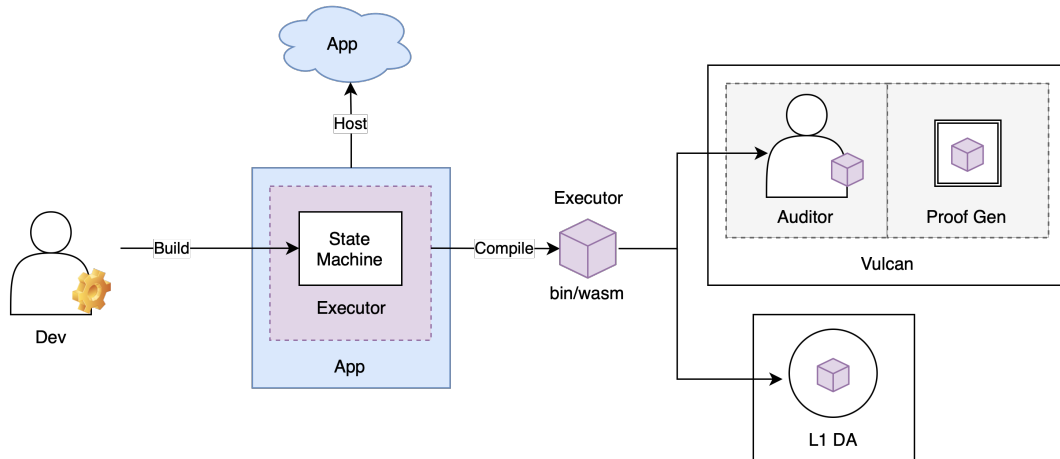 App
Host
Dev
Build
State
Machine
Executor
App
Compile
Executor
bin/wasm
Auditor
Proof Gen
Vulcan
L1 DA